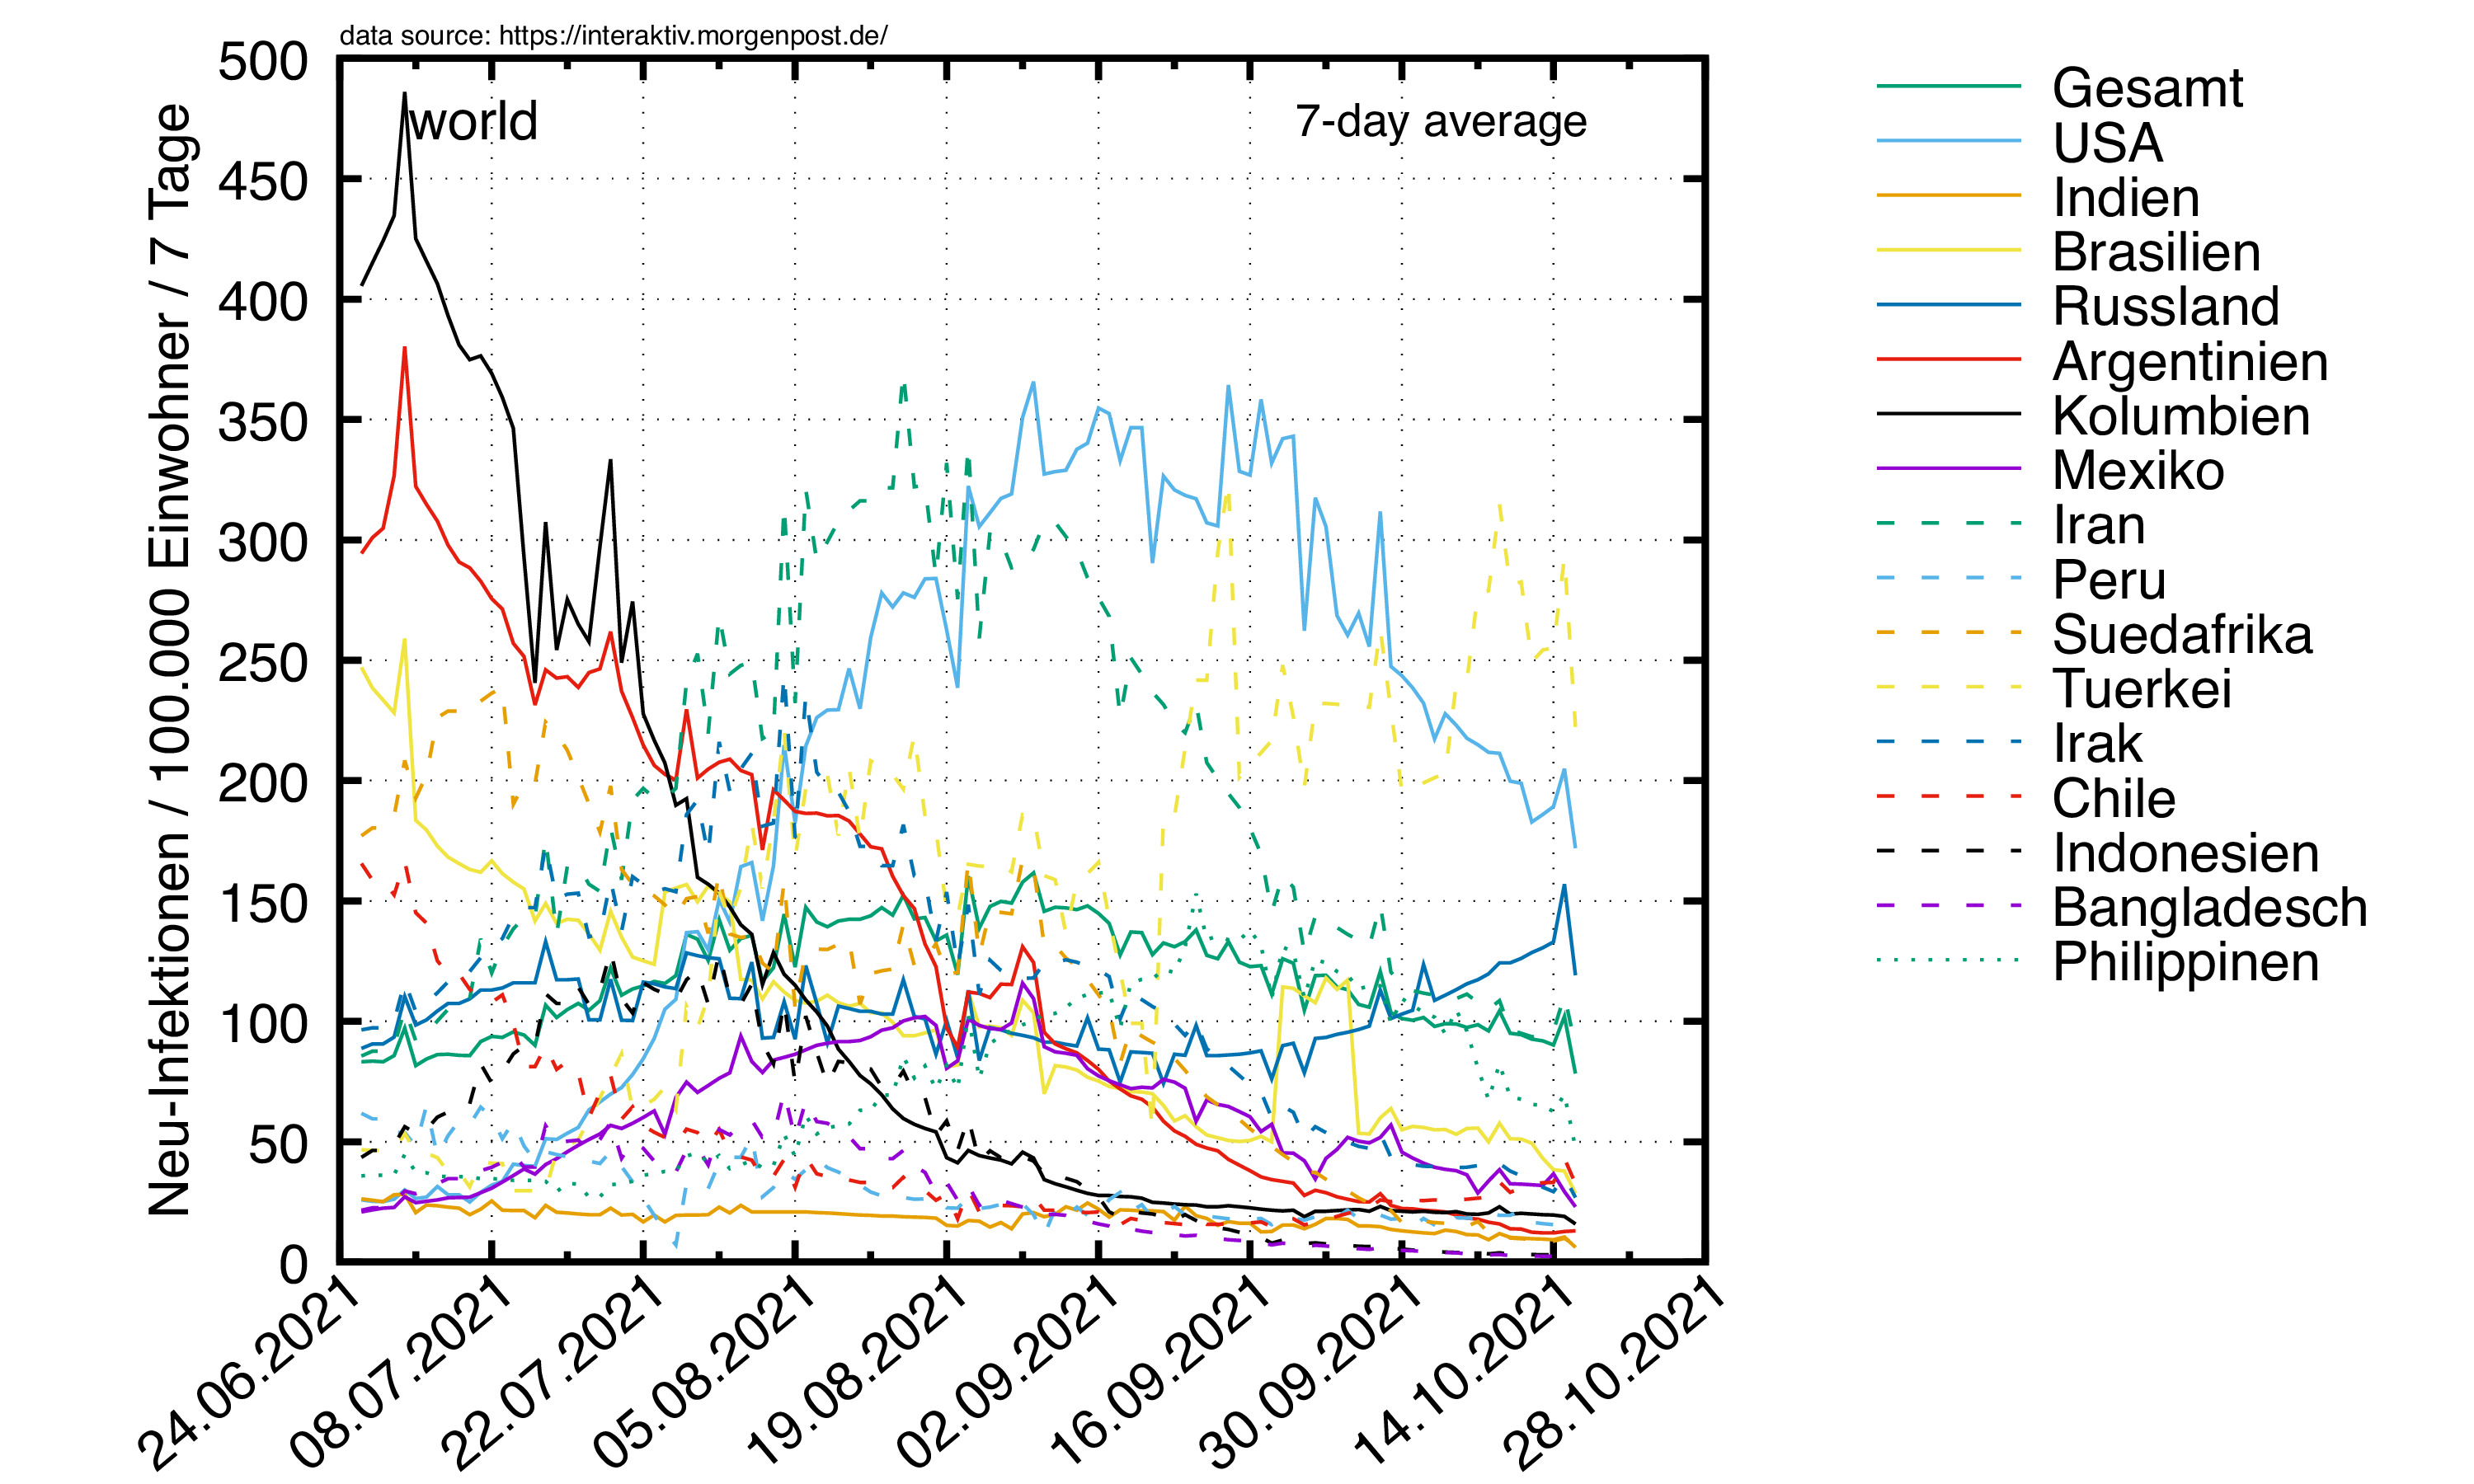 data source: https://interaktiv.morgenpost.de/
Neu-Infektionen / 100.000 Einwohner / 7 Tage
500
450
400
350
300
250
200
150
100
50
0
world
7-day average
24.06.2021
08.07.2021
22.07.2021
05.08.2021
19.08.2021
02.09.2021
16.09.2021
30.09.2021
14.10.2021
28.10.2021
Gesamt
USA
Indien
Brasilien
Russland
Argentinien
Kolumbien
Mexiko
Iran
Peru
Suedafrika
Tuerkei
Irak
Chile
Indonesien
Bangladesch
Philippinen